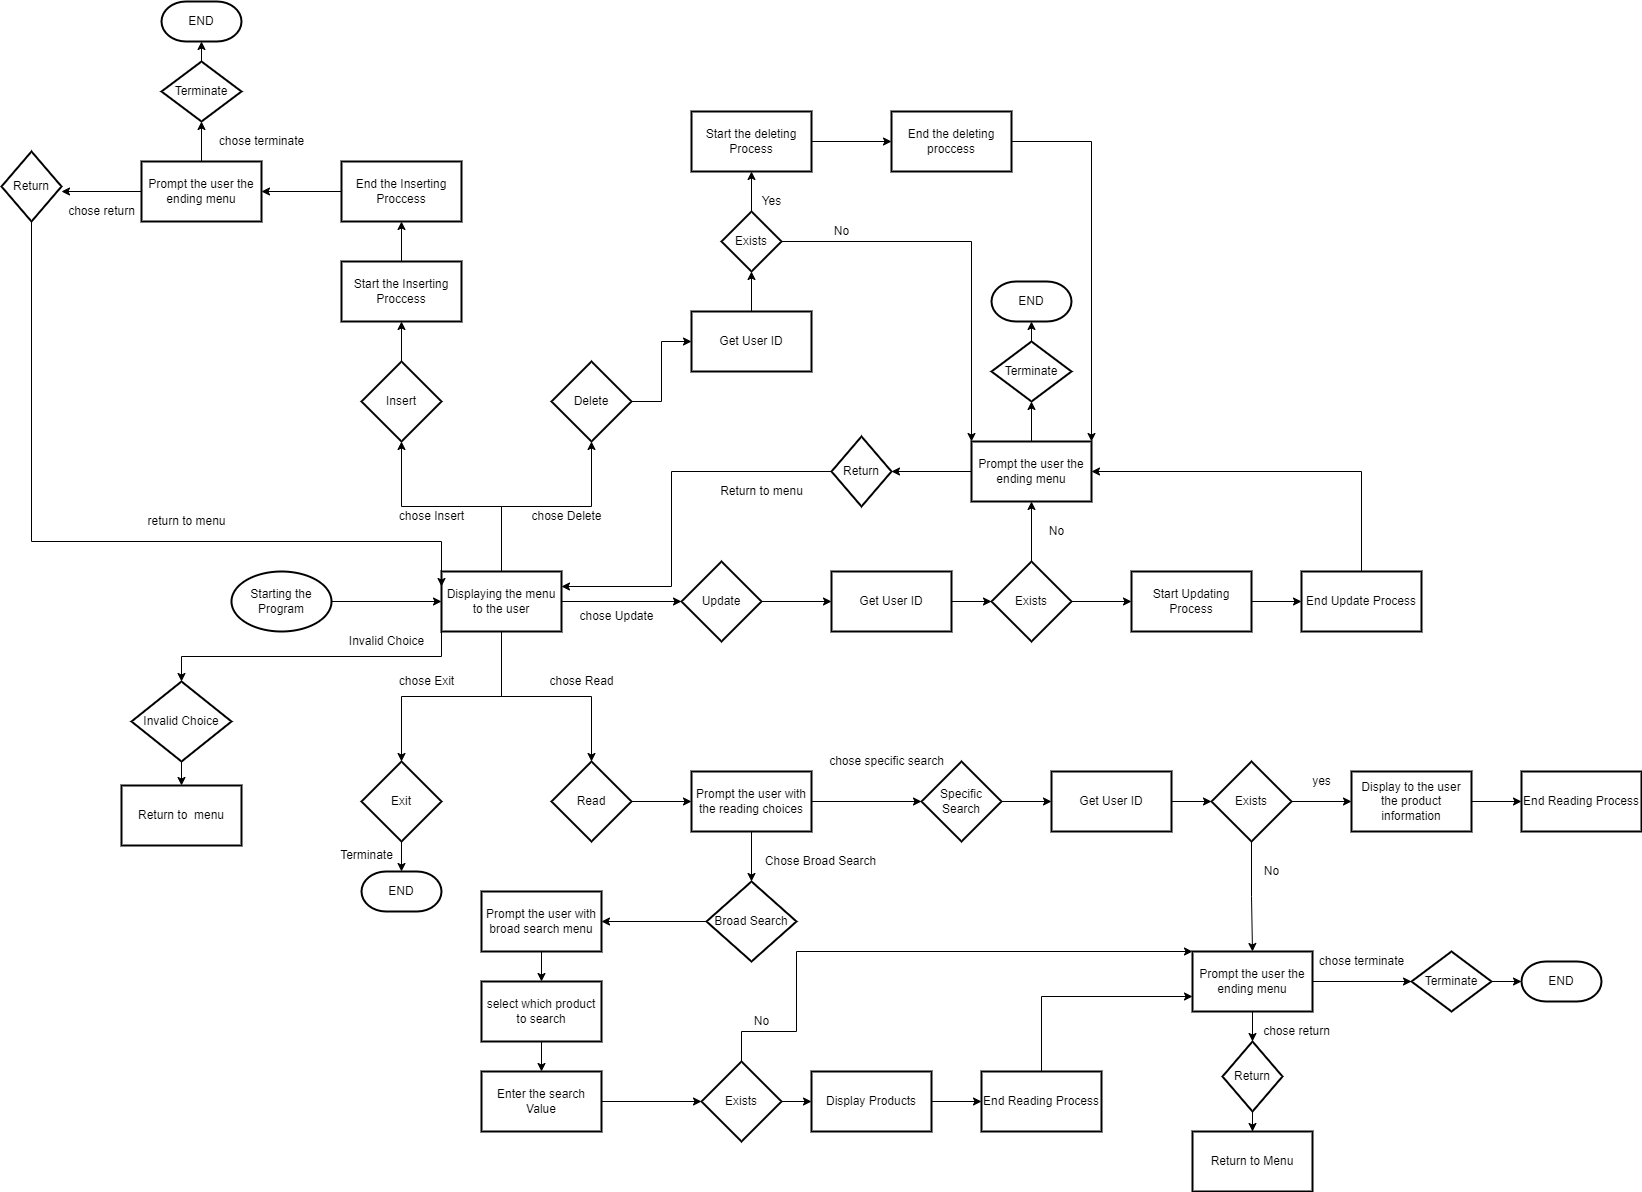 END
Terminate
chose terminate
Start the deleting
Process
End the deleting
proccess
Return
Prompt the user the
ending menu
End the Inserting
Proccess
chose return
Yes
Exists
No
Start the Inserting
Proccess
END
Get User ID
Terminate
Insert
Delete
Return
Prompt the user the
ending menu
Return to menu
chose Insert
chose Delete
return to menu
No
Starting the
Program
Displaying the menu
to the user
chose Update
Update
Get User ID
Exists
Start Updating
Process
End Update Process
Invalid Choice
chose Exit
chose Read
Invalid Choice
chose specific search
Return to  menu
Exit
Read
Prompt the user with
the reading choices
Specific
Search
Get User ID
Exists
yes
Display to the user
the product
information
End Reading Process
Terminate
Chose Broad Search
No
END
Prompt the user with
broad search menu
Broad Search
chose terminate
Prompt the user the
ending menu
Terminate
END
select which product
to search
No
chose return
Return
Enter the search
Value
Exists
Display Products
End Reading Process
Return to Menu